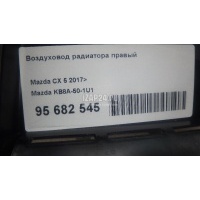 Воздуховод радиатора правый
Mazda CX 5 2017>
Mazda KB8A-50-1U1
95 682 545